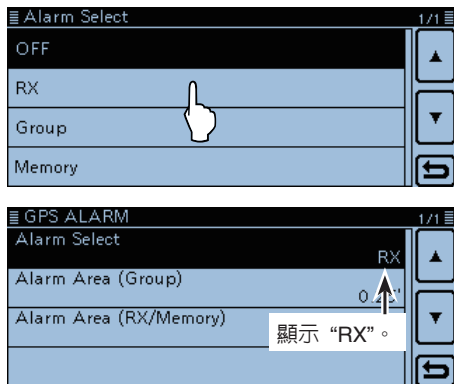 Alarm Select
1/1
OFF
RX
Group
Memory
GPS ALARM
1/1
Alarm Select
RX
Alarm Area (Group)
Alarm Area (RX/Memory)
顯示 “RX”。